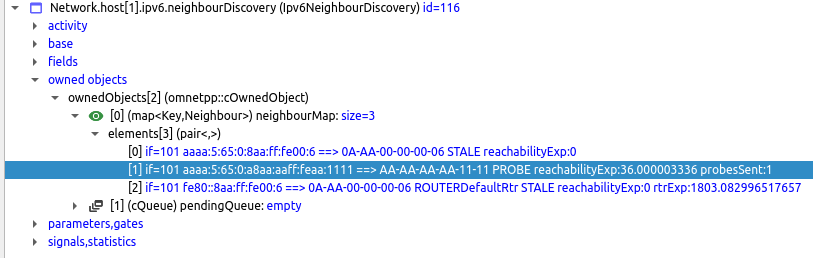 Network.host[1].ipv6.neighbourDiscovery (Ipv6NeighbourDiscovery) id=116
activity
base
fields
owned objects
ownedObjects[2] (omnetpp::cOwnedObject)
[0] (map<Key,Neighbour>) neighbourMap: size=3
elements[3] (pair<,>)
[0] if=101 aaaa:5:65:0:8aa:ff:fe00:6 ==> 0A-AA-00-00-00-06 STALE reachabilityExp:0
[1] if=101 aaaa:5:65:0:a8aa:aaff:feaa:1111 ==> AA-AA-AA-AA-11-11 PROBE reachabilityExp:36.000003336 probesSent:1
[2] if=101 fe80::8aa:ff:fe00:6 ==> 0A-AA-00-00-00-06 ROUTERDefaultRtr STALE reachabilityExp:0 rtrExp:1803.082996517657
[1] (cQueue) pendingQueue: empty
parameters,gates
signals,statistics